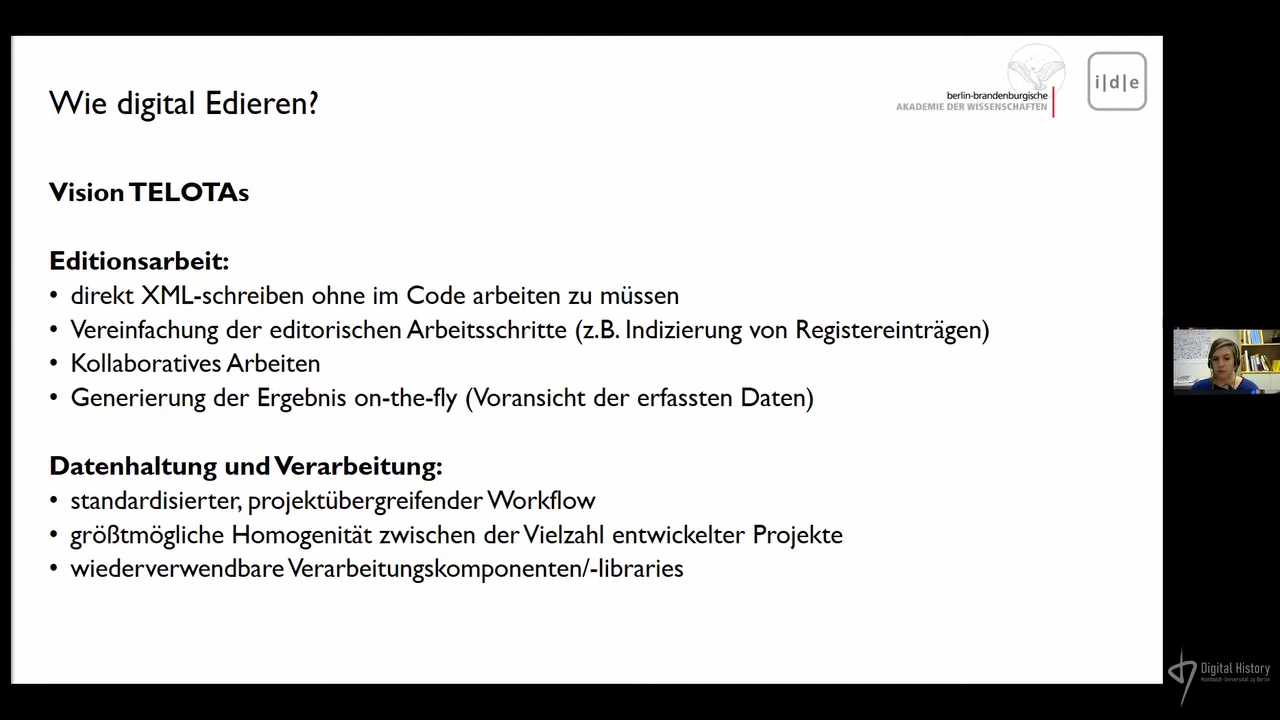 Wie digital Edieren?
berlin-brandenburgische
AKADEMIE DER WISSENSCHAFTEN
i|d|e
Vision TELOTAs
Editionsarbeit:
• direkt XML-schreiben ohne im Code arbeiten zu müssen
• Vereinfachung der editorischen Arbeitsschritte (z.B. Indizierung von Registereinträgen)
• Kollaboratives Arbeiten
• Generierung der Ergebnis on-the-fly (Voransicht der erfassten Daten)
Datenhaltung und Verarbeitung:
• standardisierter, projektübergreifender Workflow
• größtmögliche Homogenität zwischen der Vielzahl entwickelter Projekte
• wiederverwendbare Verarbeitungskomponenten/-libraries
Digital History
Humboldt-Universität zu Berlin